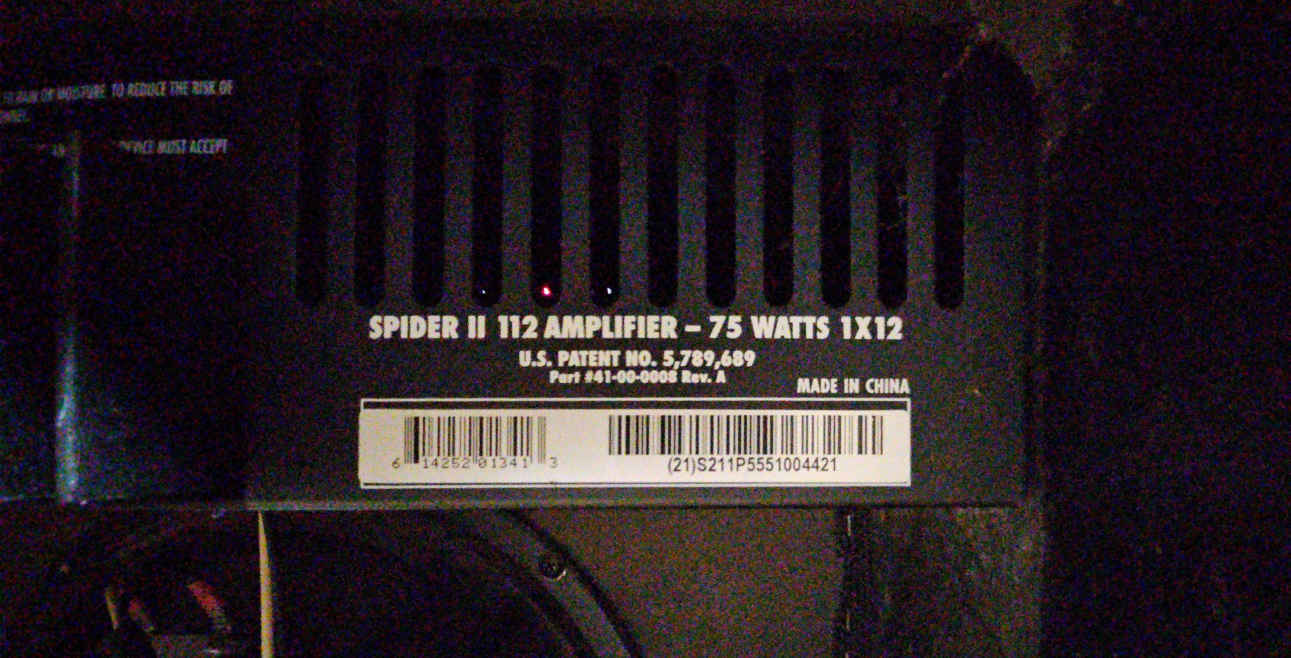 RAIN OR MOISTURE. TO REDUCE THE RISK OF
DEVICE MUST ACCEPT
SPIDER II 112 AMPLIFIER – 75 WATTS 1X12
U.S. PATENT NO. 5,789,689
Part #41-00-0008 Rev. A
MADE IN CHINA
6 14252 01341 3
(21)S211P5551004421